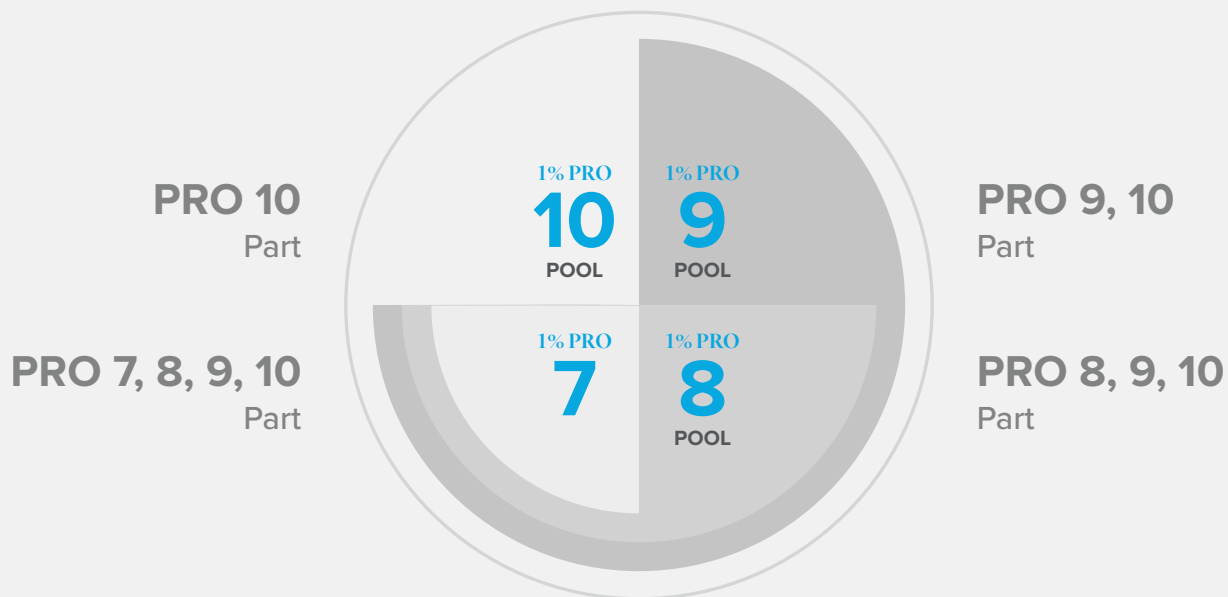 PRO 10
Part
1% PRO
10
POOL
1% PRO
9
POOL
PRO 9, 10
Part
PRO 7, 8, 9, 10
Part
1% PRO
7
1% PRO
8
POOL
PRO 8, 9, 10
Part